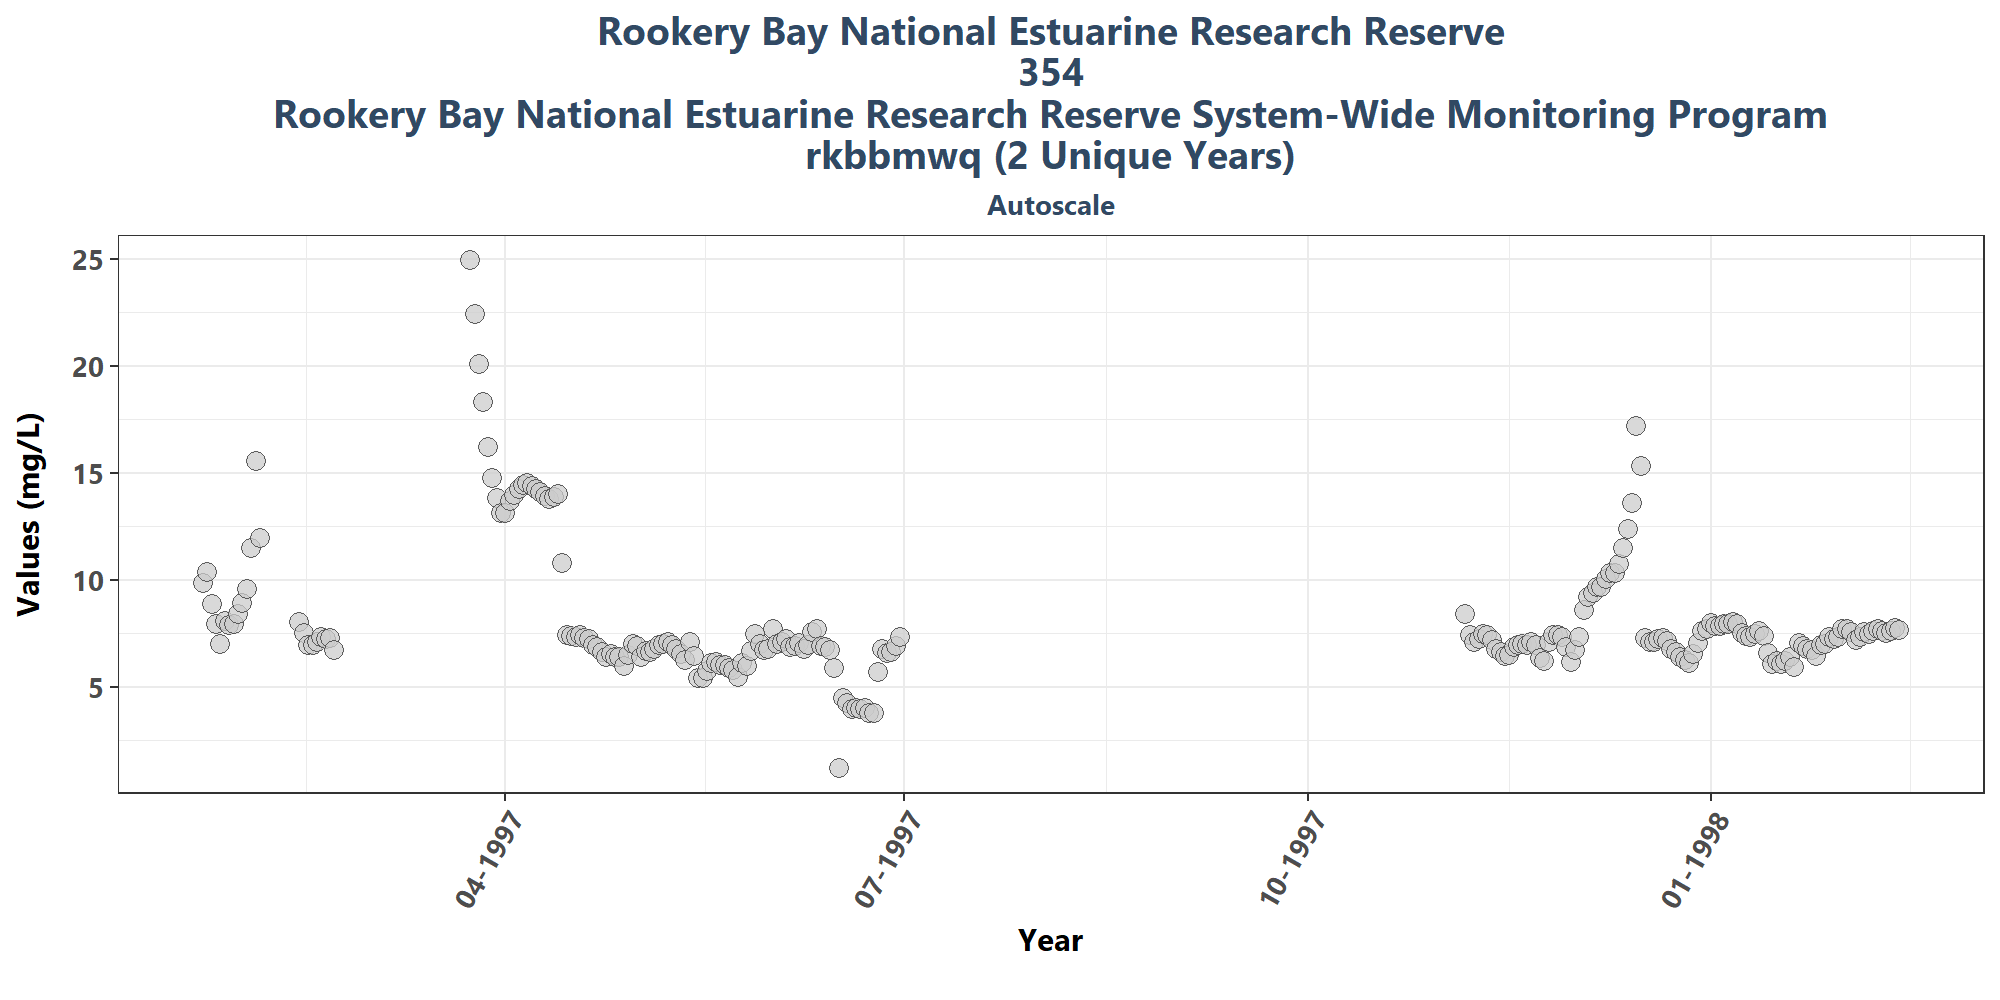 Rookery Bay National Estuarine Research Reserve
354
Rookery Bay National Estuarine Research Reserve System-Wide Monitoring Program
rkbbmwq (2 Unique Years)
Autoscale
Values (mg/L)
25
20
15
10
5
04-1997
07-1997
10-1997
01-1998
Year